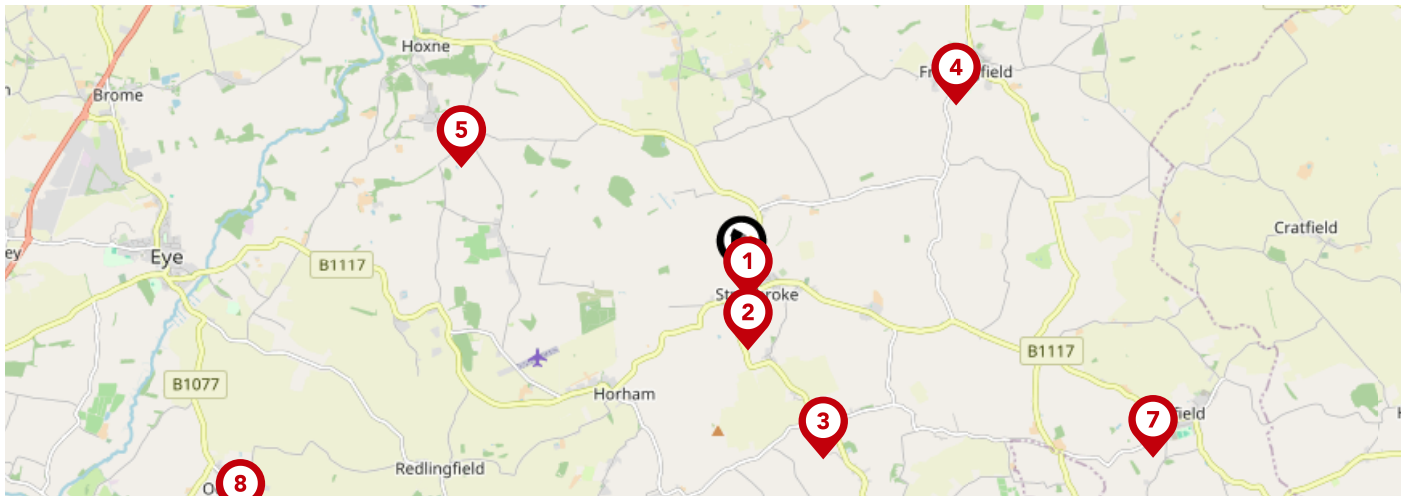 Hoxne
4
Brome
5
Cratfield
Eye
B1117
1
2
B1117
B1077
Horham
3
7
Redlingfield
8